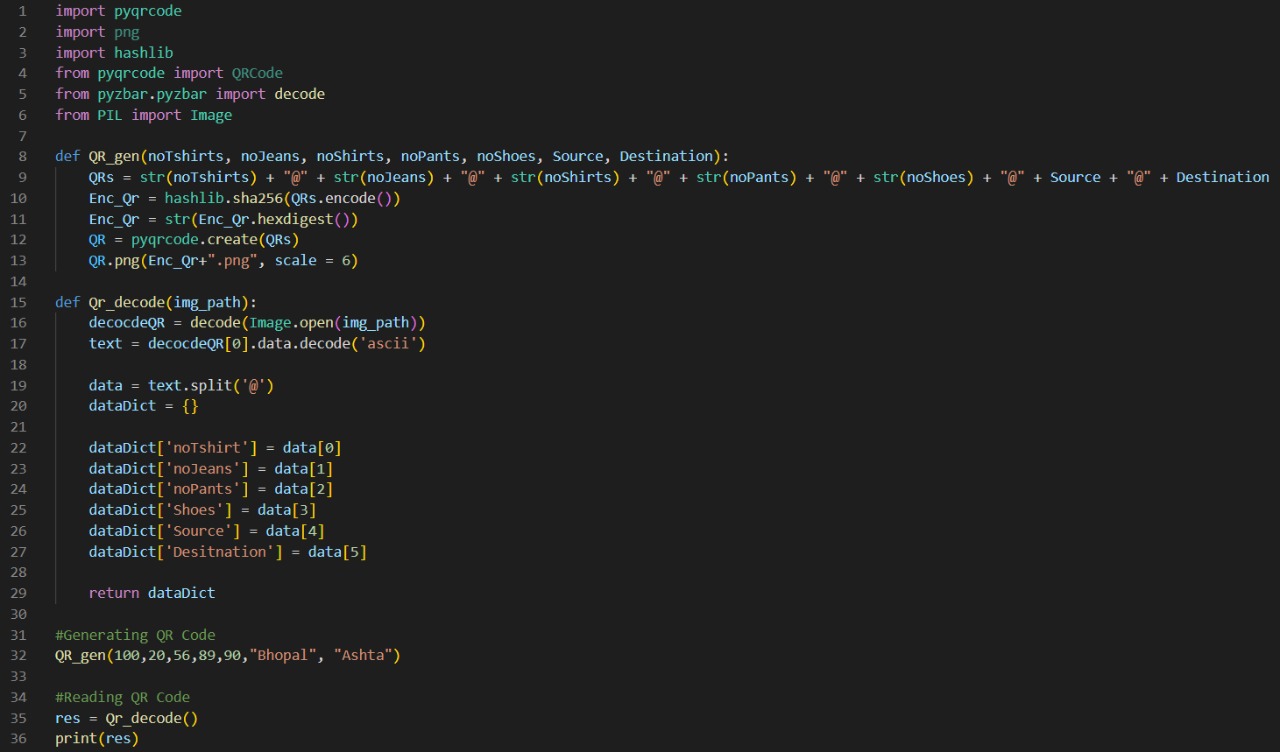 1 import pyqrcode
2 import png
3 import hashlib
4 from pyqrcode import QRCode
5 from pyzbar.pyzbar import decode
6 from PIL import Image
7
8 def QR_gen(noTshirts, noJeans, noShirts, noPants, noShoes, Source, Destination):
9     QRs = str(noTshirts) + "@" + str(noJeans) + "@" + str(noShirts) + "@" + str(noPants) + "@" + str(noShoes) + "@" + Source + "@" + Destination
10     Enc_Qr = hashlib.sha256(QRs.encode())
11     Enc_Qr = str(Enc_Qr.hexdigest())
12     QR = pyqrcode.create(QRs)
13     QR.png(Enc_Qr+".png", scale = 6)
14
15 def Qr_decode(img_path):
16     decocdeQR = decode(Image.open(img_path))
17     text = decocdeQR[0].data.decode('ascii')
18
19     data = text.split('@')
20     dataDict = {}
21
22     dataDict['noTshirt'] = data[0]
23     dataDict['noJeans'] = data[1]
24     dataDict['noPants'] = data[2]
25     dataDict['Shoes'] = data[3]
26     dataDict['Source'] = data[4]
27     dataDict['Desitnation'] = data[5]
28
29     return dataDict
30
31 #Generating QR Code
32 QR_gen(100,20,56,89,90,"Bhopal", "Ashta")
33
34 #Reading QR Code
35 res = Qr_decode()
36 print(res)